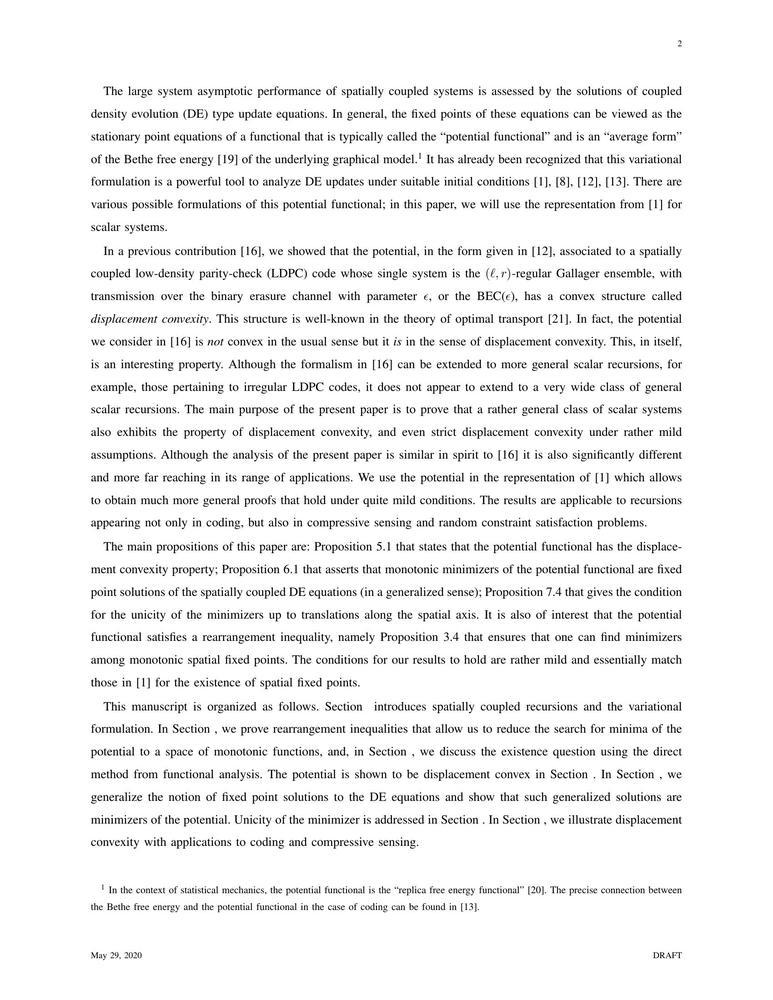 2
The large system asymptotic performance of spatially coupled systems is assessed by the solutions of coupled
density evolution (DE) type update equations. In general, the fixed points of these equations can be viewed as the
stationary point equations of a functional that is typically called the “potential functional” and is an “average form”
of the Bethe free energy [19] of the underlying graphical model.¹ It has already been recognized that this variational
formulation is a powerful tool to analyze DE updates under suitable initial conditions [1], [8], [12], [13]. There are
various possible formulations of this potential functional; in this paper, we will use the representation from [1] for
scalar systems.
In a previous contribution [16], we showed that the potential, in the form given in [12], associated to a spatially
coupled low-density parity-check (LDPC) code whose single system is the (ℓ, r)-regular Gallager ensemble, with
transmission over the binary erasure channel with parameter ϵ, or the BEC(ϵ), has a convex structure called
displacement convexity. This structure is well-known in the theory of optimal transport [21]. In fact, the potential
we consider in [16] is not convex in the usual sense but it is in the sense of displacement convexity. This, in itself,
is an interesting property. Although the formalism in [16] can be extended to more general scalar recursions, for
example, those pertaining to irregular LDPC codes, it does not appear to extend to a very wide class of general
scalar recursions. The main purpose of the present paper is to prove that a rather general class of scalar systems
also exhibits the property of displacement convexity, and even strict displacement convexity under rather mild
assumptions. Although the analysis of the present paper is similar in spirit to [16] it is also significantly different
and more far reaching in its range of applications. We use the potential in the representation of [1] which allows
to obtain much more general proofs that hold under quite mild conditions. The results are applicable to recursions
appearing not only in coding, but also in compressive sensing and random constraint satisfaction problems.
The main propositions of this paper are: Proposition 5.1 that states that the potential functional has the displace-
ment convexity property; Proposition 6.1 that asserts that monotonic minimizers of the potential functional are fixed
point solutions of the spatially coupled DE equations (in a generalized sense); Proposition 7.4 that gives the condition
for the unicity of the minimizers up to translations along the spatial axis. It is also of interest that the potential
functional satisfies a rearrangement inequality, namely Proposition 3.4 that ensures that one can find minimizers
among monotonic spatial fixed points. The conditions for our results to hold are rather mild and essentially match
those in [1] for the existence of spatial fixed points.
This manuscript is organized as follows. Section introduces spatially coupled recursions and the variational
formulation. In Section , we prove rearrangement inequalities that allow us to reduce the search for minima of the
potential to a space of monotonic functions, and, in Section , we discuss the existence question using the direct
method from functional analysis. The potential is shown to be displacement convex in Section . In Section , we
generalize the notion of fixed point solutions to the DE equations and show that such generalized solutions are
minimizers of the potential. Unicity of the minimizer is addressed in Section . In Section , we illustrate displacement
convexity with applications to coding and compressive sensing.
¹ In the context of statistical mechanics, the potential functional is the “replica free energy functional” [20]. The precise connection between
the Bethe free energy and the potential functional in the case of coding can be found in [13].
May 29, 2020
DRAFT